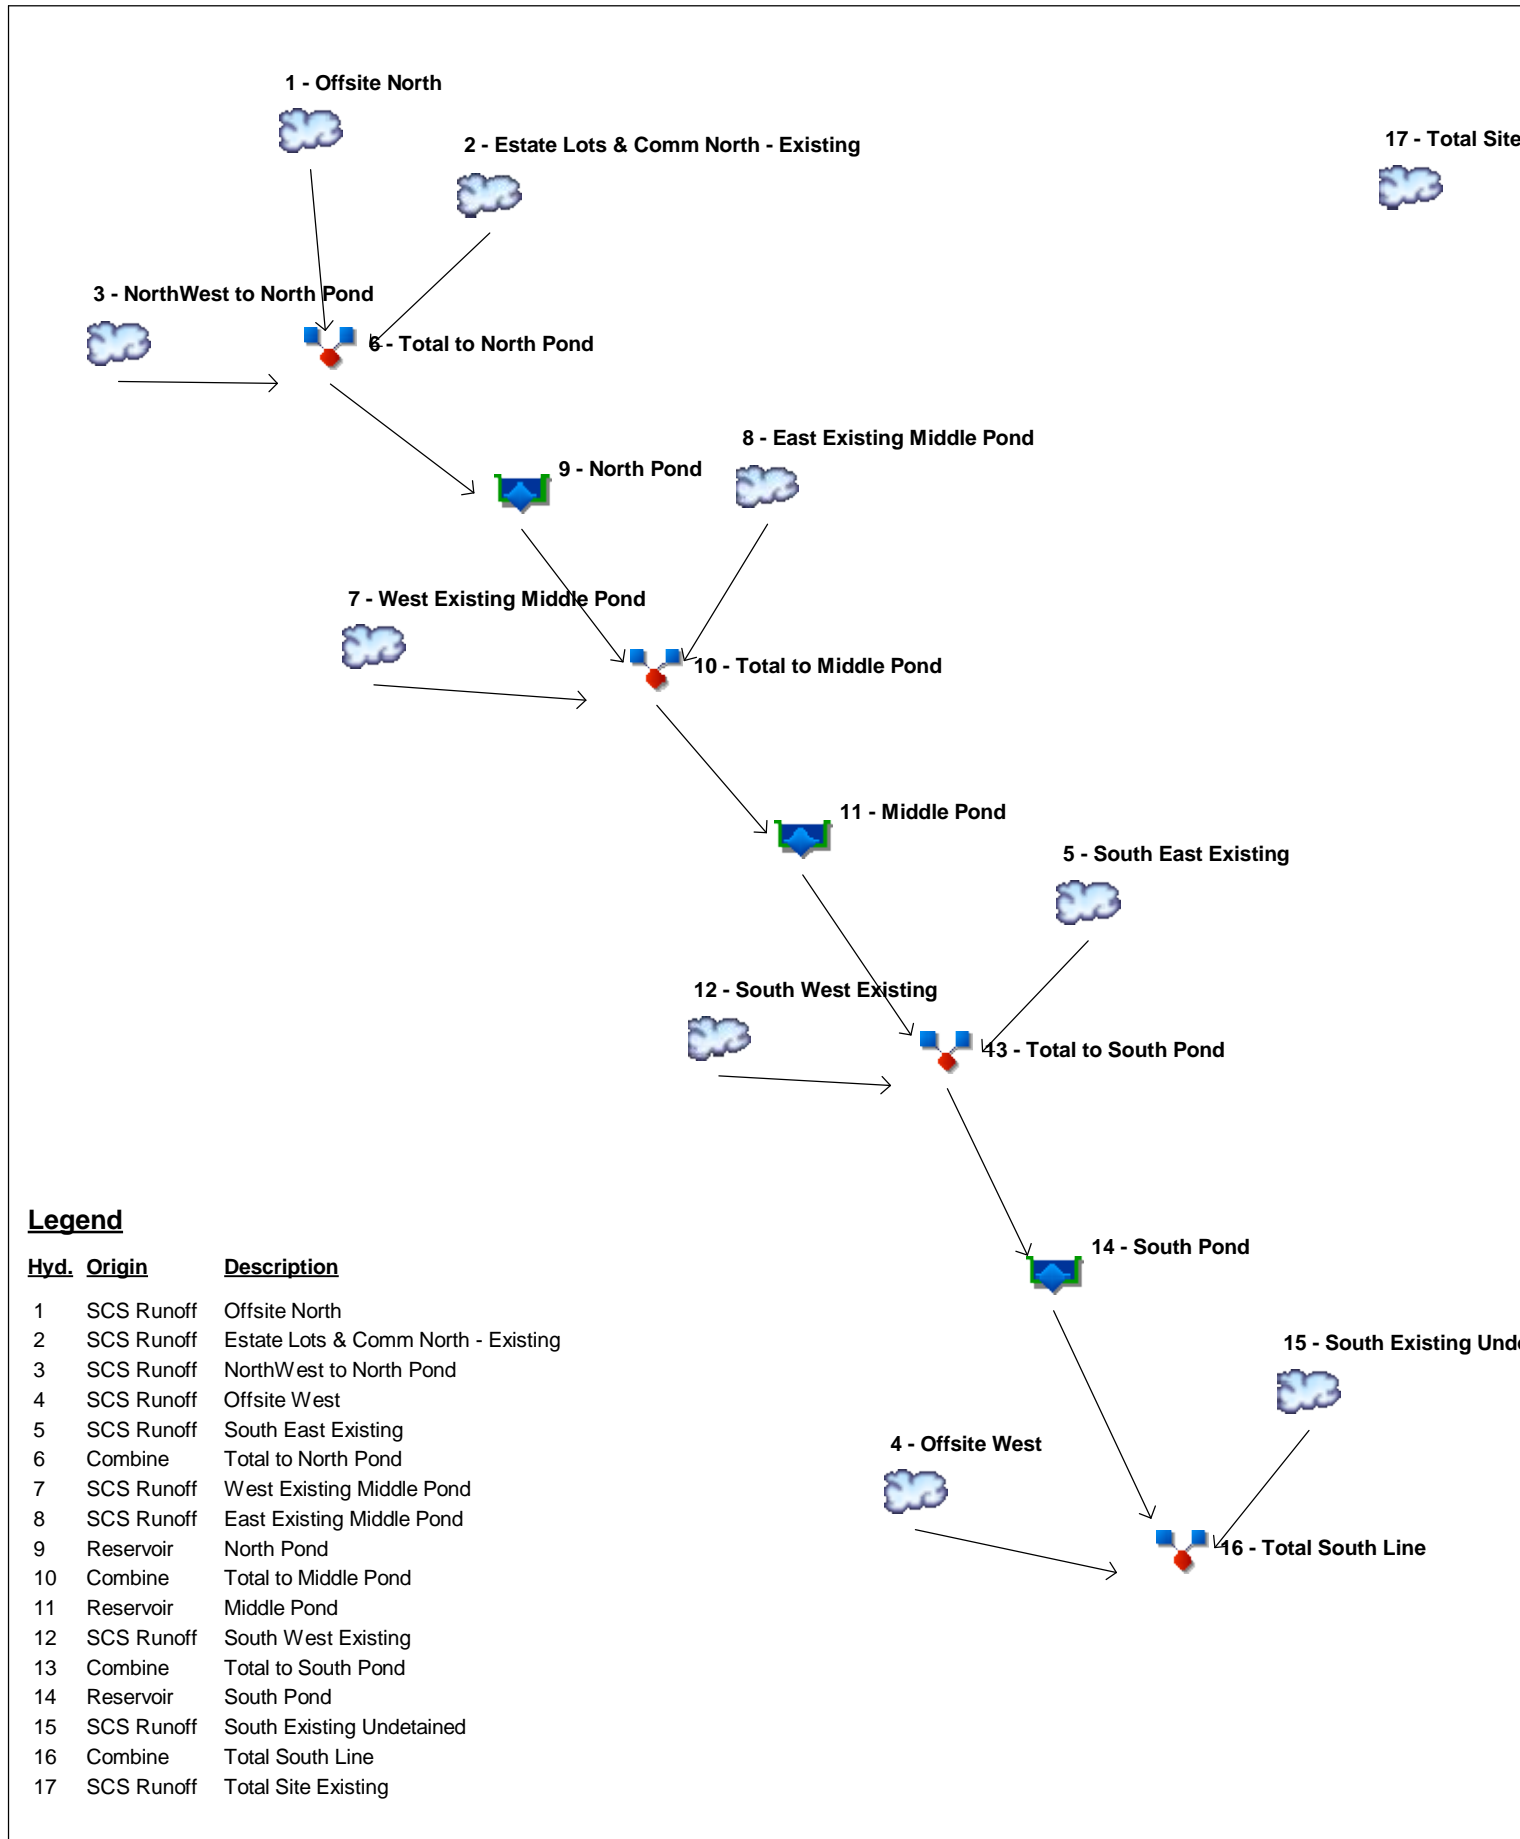 1 - Offsite North
2 - Estate Lots & Comm North - Existing
17 - Total Site
3 - NorthWest to North Pond
6 - Total to North Pond
8 - East Existing Middle Pond
9 - North Pond
7 - West Existing Middle Pond
10 - Total to Middle Pond
11 - Middle Pond
5 - South East Existing
12 - South West Existing
13 - Total to South Pond
14 - South Pond
15 - South Existing Unde
4 - Offsite West
16 - Total South Line
Legend
Hyd. Origin Description
1 SCS Runoff Offsite North
2 SCS Runoff Estate Lots & Comm North - Existing
3 SCS Runoff NorthWest to North Pond
4 SCS Runoff Offsite West
5 SCS Runoff South East Existing
6 Combine Total to North Pond
7 SCS Runoff West Existing Middle Pond
8 SCS Runoff East Existing Middle Pond
9 Reservoir North Pond
10 Combine Total to Middle Pond
11 Reservoir Middle Pond
12 SCS Runoff South West Existing
13 Combine Total to South Pond
14 Reservoir South Pond
15 SCS Runoff South Existing Undetained
16 Combine Total South Line
17 SCS Runoff Total Site Existing